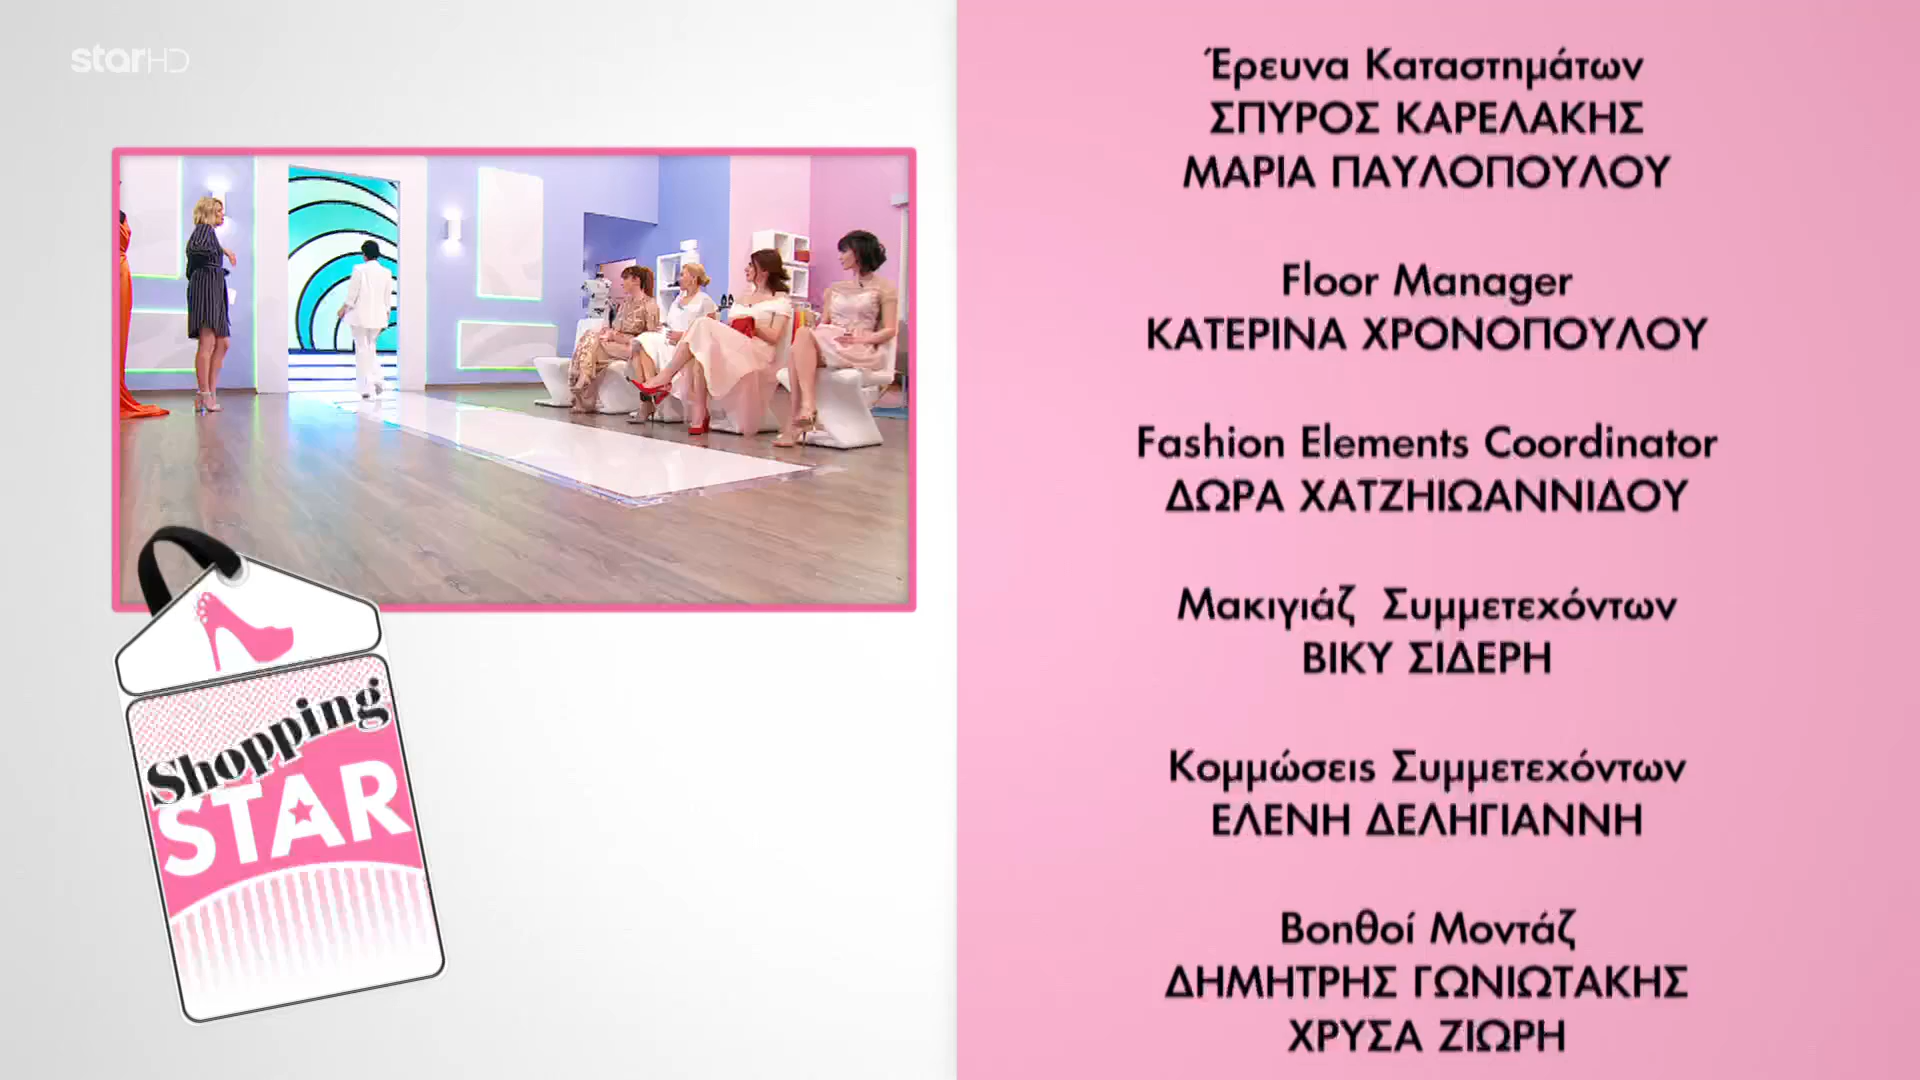 starHD
Έρευνα Καταστημάτων
ΣΠΥΡΟΣ ΚΑΡΕΛΑΚΗΣ
ΜΑΡΙΑ ΠΑΥΛΟΠΟΥΛΟΥ
Floor Manager
ΚΑΤΕΡΙΝΑ ΧΡΟΝΟΠΟΥΛΟΥ
Fashion Elements Coordinator
ΔΩΡΑ ΧΑΤΖΗΙΩΑΝΝΙΔΟΥ
Μακιγιάζ Συμμετεχόντων
ΒΙΚΥ ΣΙΔΕΡΗ
Κομμώσεις Συμμετεχόντων
ΕΛΕΝΗ ΔΕΛΗΓΙΑΝΝΗ
Βοηθοί Μοντάζ
ΔΗΜΗΤΡΗΣ ΓΩΝΙΩΤΑΚΗΣ
ΧΡΥΣΑ ΖΙΩΡΗ
Shopping
STAR